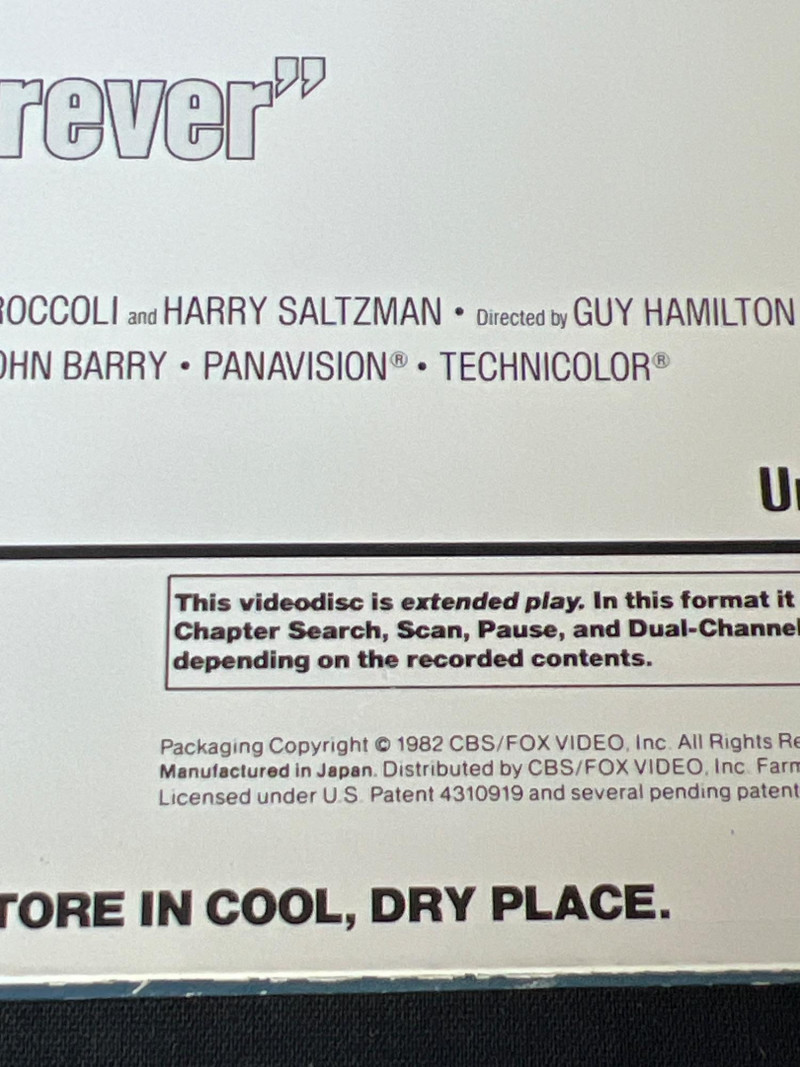 rever”
ROCCOLI and HARRY SALTZMAN • Directed by GUY HAMILTON
OHN BARRY • PANAVISION® • TECHNICOLOR®
Un
This videodisc is extended play. In this format it
Chapter Search, Scan, Pause, and Dual-Channel
depending on the recorded contents.
Packaging Copyright © 1982 CBS/FOX VIDEO, Inc. All Rights Re
Manufactured in Japan. Distributed by CBS/FOX VIDEO, Inc. Farm
Licensed under U.S. Patent 4310919 and several pending patent
TORE IN COOL, DRY PLACE.